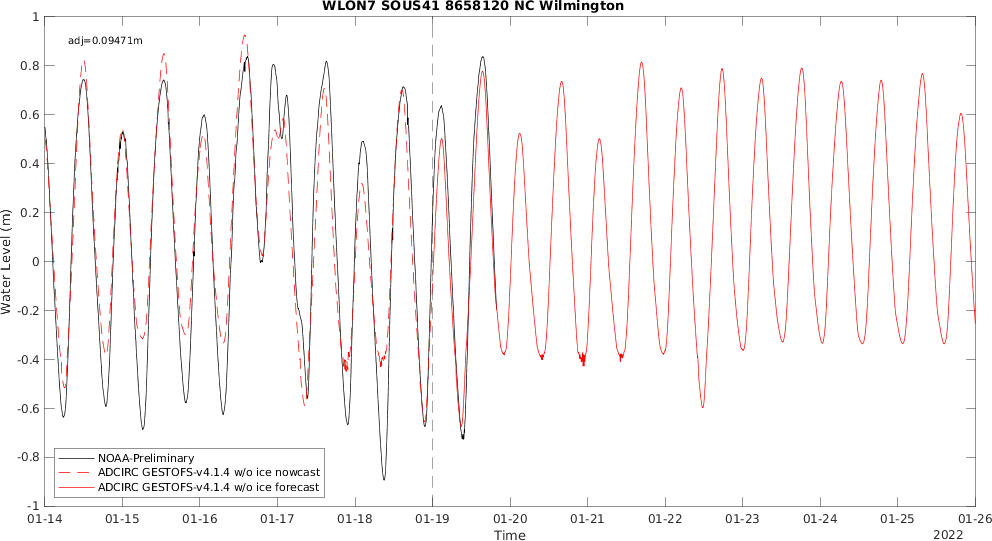 WLON7 SOUS41 8658120 NC Wilmington
adj=0.09471m
1
0.8
0.6
0.4
0.2
0
-0.2
-0.4
-0.6
-0.8
-1
Water Level (m)
NOAA-Preliminary
ADCIRC GESTOFS-v4.1.4 w/o ice nowcast
ADCIRC GESTOFS-v4.1.4 w/o ice forecast
01-14 01-15 01-16 01-17 01-18 01-19 01-20 01-21 01-22 01-23 01-24 01-25 01-26
Time
2022